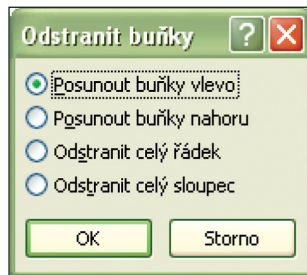 Odstranit buňky
Posunout buňky vlevo
Posunout buňky nahoru
Odstranit celý řádek
Odstranit celý sloupec
OK
Storno